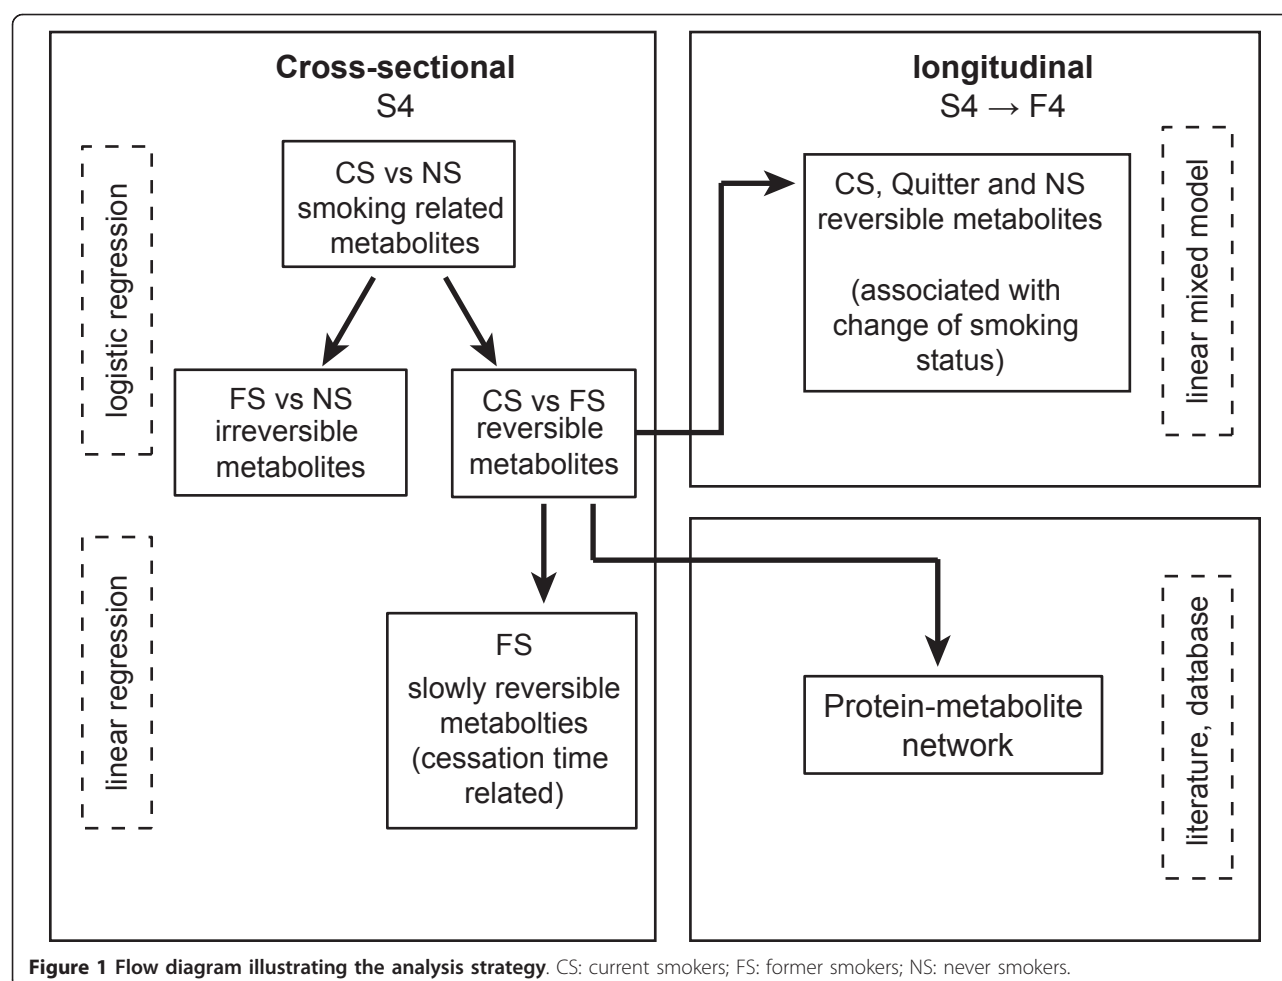 Cross-sectional
S4
logistic regression
CS vs NS
smoking related
metabolites
FS vs NS
irreversible
metabolites
CS vs FS
reversible
metabolites
linear regression
FS
slowly reversible
metabolties
(cessation time
related)
longitudinal
S4 → F4
CS, Quitter and NS
reversible metabolites
(associated with
change of smoking
status)
linear mixed model
Protein-metabolite
network
literature, database
Figure 1 Flow diagram illustrating the analysis strategy. CS: current smokers; FS: former smokers; NS: never smokers.